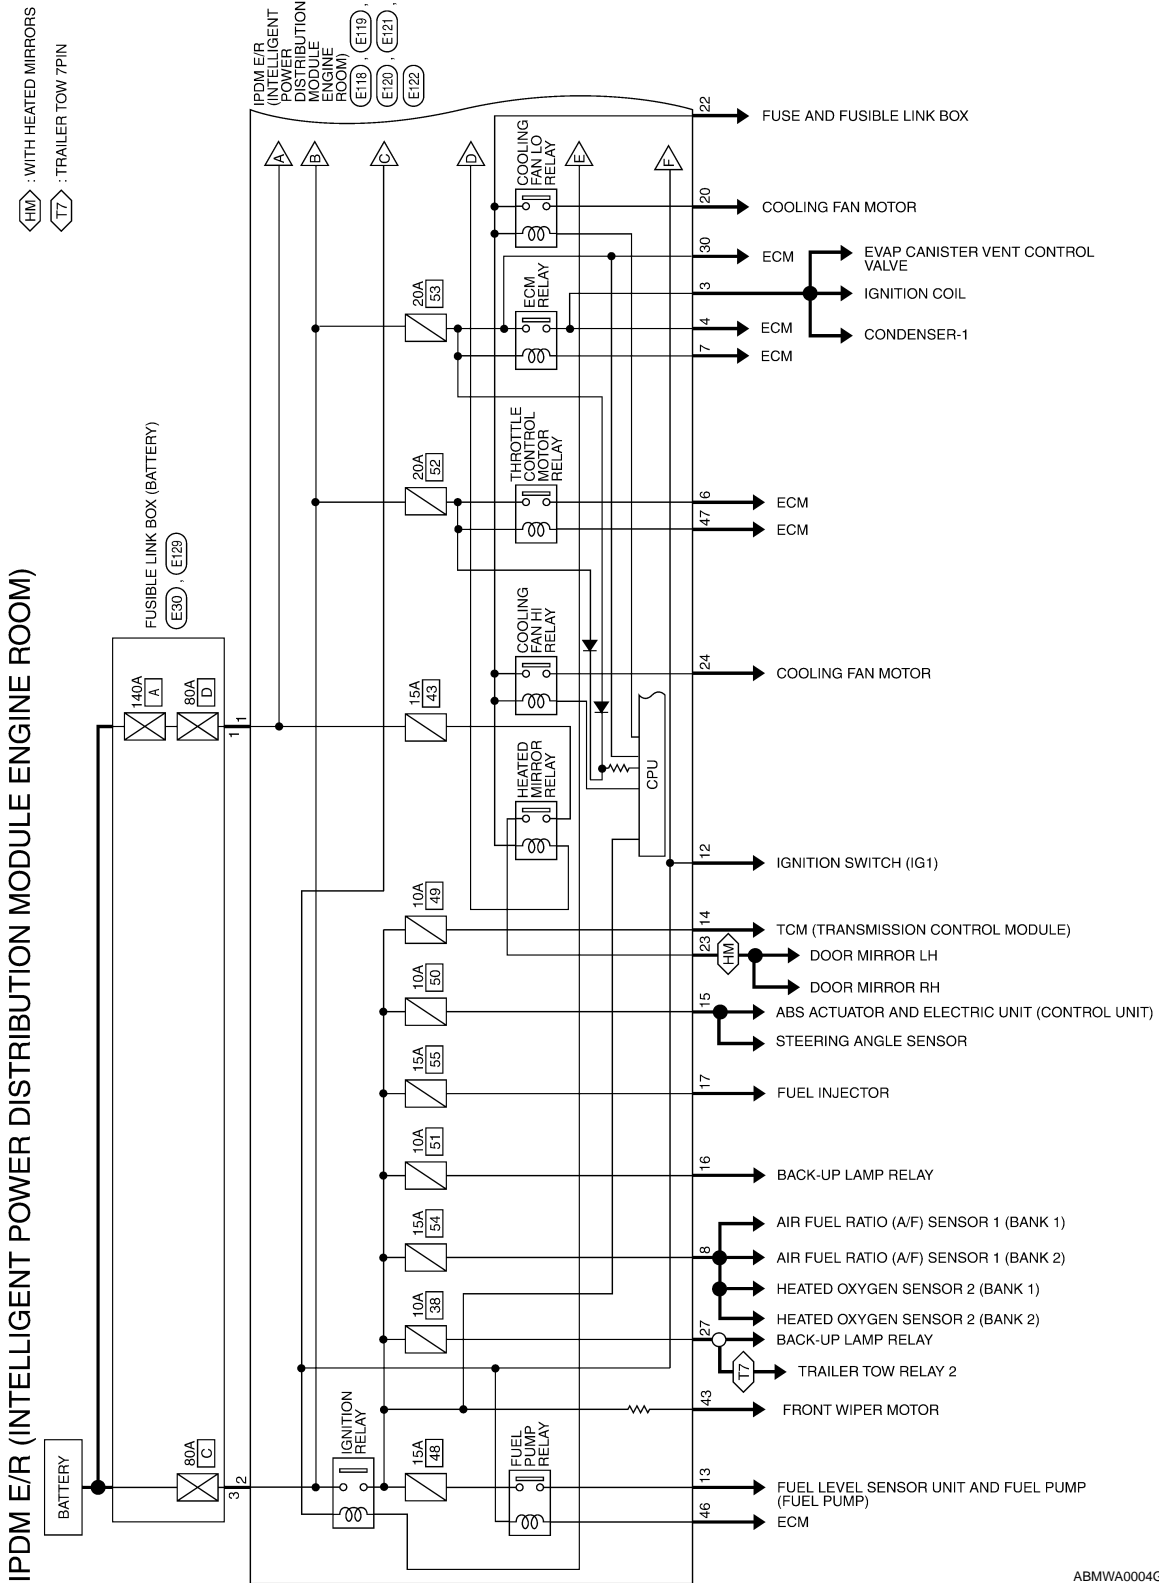 IPDM E/R (INTELLIGENT POWER DISTRIBUTION MODULE ENGINE ROOM)
HM : WITH HEATED MIRRORS
T7 : TRAILER TOW 7PIN
BATTERY
FUSIBLE LINK BOX (BATTERY)
E30 , E129
140A
A
80A
D
80A
C
1
1
3
2
IPDM E/R
(INTELLIGENT
POWER
DISTRIBUTION
MODULE
ENGINE
ROOM)
E118 , E119 ,
E120 , E121 ,
E122
A
B
C
D
E
F
COOLING
FAN LO
RELAY
22
FUSE AND FUSIBLE LINK BOX
20
COOLING FAN MOTOR
30
ECM
20A
53
ECM
RELAY
3
EVAP CANISTER VENT CONTROL
VALVE
IGNITION COIL
CONDENSER-1
4
ECM
7
ECM
20A
52
THROTTLE
CONTROL
MOTOR
RELAY
6
ECM
47
ECM
COOLING
FAN HI
RELAY
24
COOLING FAN MOTOR
15A
43
HEATED
MIRROR
RELAY
CPU
12
IGNITION SWITCH (IG1)
10A
49
14
TCM (TRANSMISSION CONTROL MODULE)
23
HM
DOOR MIRROR LH
DOOR MIRROR RH
10A
50
15
ABS ACTUATOR AND ELECTRIC UNIT (CONTROL UNIT)
STEERING ANGLE SENSOR
15A
55
17
FUEL INJECTOR
10A
51
16
BACK-UP LAMP RELAY
15A
54
8
AIR FUEL RATIO (A/F) SENSOR 1 (BANK 1)
AIR FUEL RATIO (A/F) SENSOR 1 (BANK 2)
HEATED OXYGEN SENSOR 2 (BANK 1)
HEATED OXYGEN SENSOR 2 (BANK 2)
10A
38
27
BACK-UP LAMP RELAY
T7
TRAILER TOW RELAY 2
43
FRONT WIPER MOTOR
IGNITION
RELAY
15A
48
FUEL
PUMP
RELAY
13
FUEL LEVEL SENSOR UNIT AND FUEL PUMP
(FUEL PUMP)
46
ECM
ABMWA0004G